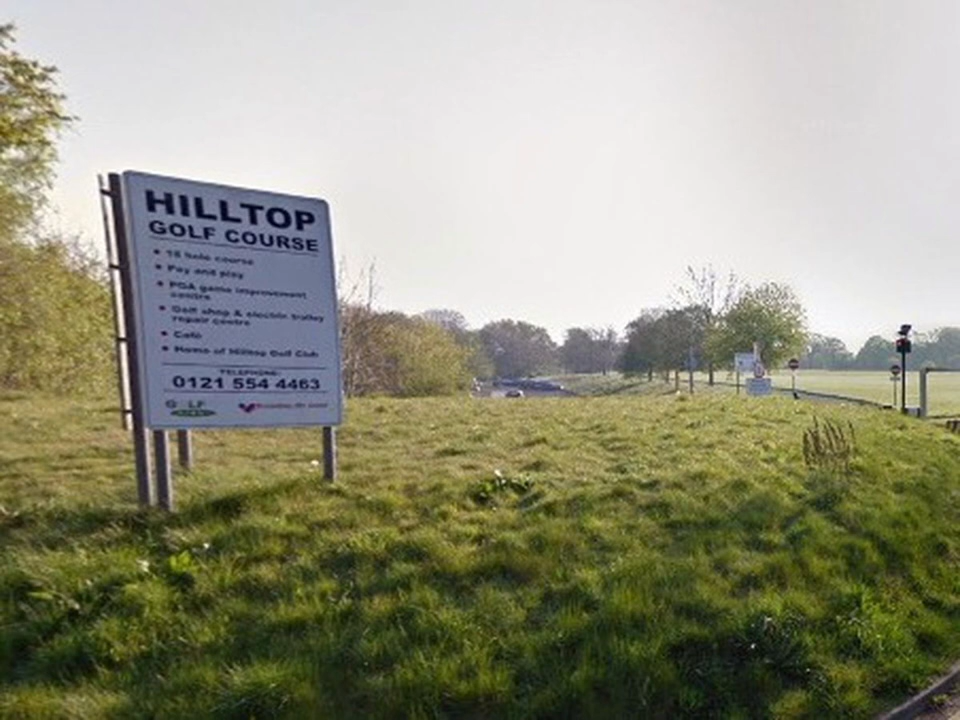 HILLTOP
GOLF COURSE
• 18 hole course
• Pay and play
• PGA game improvement
centre
• Golf shop & electric trolley
repair centre
• Café
• Home of Hilltop Golf Club
TELEPHONE:
0121 554 4463